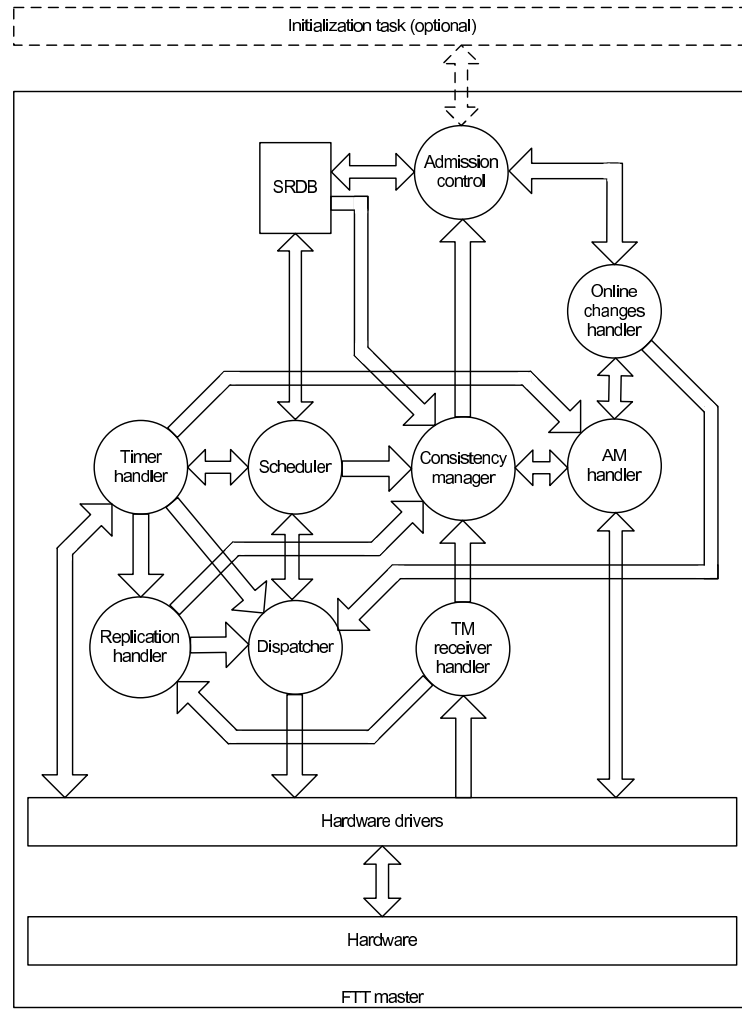 Initialization task (optional)
SRDB
Admission
control
Online
changes
handler
Timer
handler
Scheduler
Consistency
manager
AM
handler
Replication
handler
Dispatcher
TM
receiver
handler
Hardware drivers
Hardware
FTT master